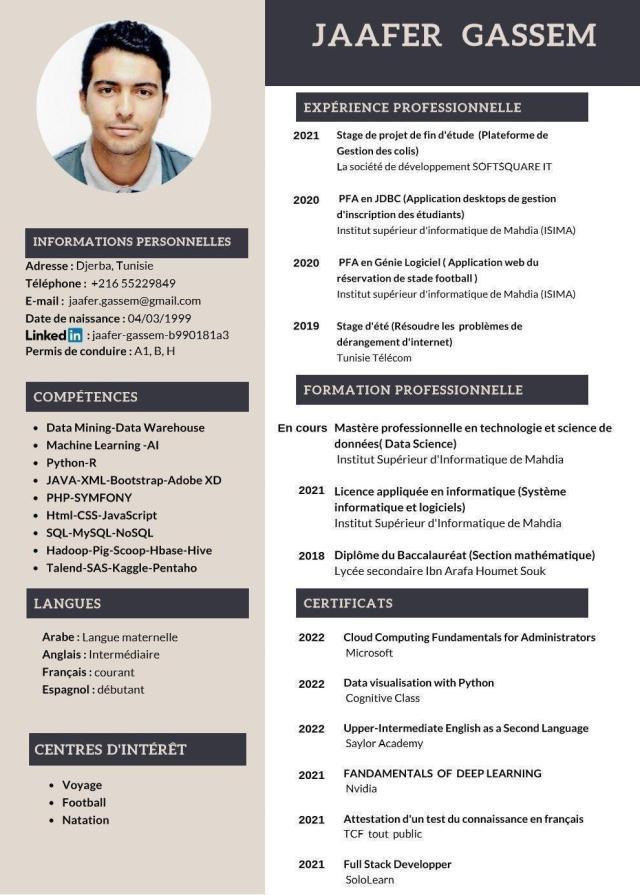 JAAFER GASSEM
INFORMATIONS PERSONNELLES
Adresse : Djerba, Tunisie
Téléphone : +216 55229849
E-mail : jaafer.gassem@gmail.com
Date de naissance : 04/03/1999
Linked in : jaafer-gassem-b990181a3
Permis de conduire : A1, B, H
COMPÉTENCES
• Data Mining-Data Warehouse
• Machine Learning -AI
• Python-R
• JAVA-XML-Bootstrap-Adobe XD
• PHP-SYMFONY
• Html-CSS-JavaScript
• SQL-MySQL-NoSQL
• Hadoop-Pig-Scoop-Hbase-Hive
• Talend-SAS-Kaggle-Pentaho
LANGUES
Arabe : Langue maternelle
Anglais : Intermédiaire
Français : courant
Espagnol : débutant
CENTRES D'INTÉRÊT
• Voyage
• Football
• Natation
EXPÉRIENCE PROFESSIONNELLE
2021 Stage de projet de fin d'étude (Plateforme de
Gestion des colis)
La société de développement SOFTSQUARE IT
2020 PFA en JDBC (Application desktops de gestion
d'inscription des étudiants)
Institut supérieur d'informatique de Mahdia (ISIMA)
2020 PFA en Génie Logiciel ( Application web du
réservation de stade football )
Institut supérieur d'informatique de Mahdia (ISIMA)
2019 Stage d'été (Résoudre les problèmes de
dérangement d'internet)
Tunisie Télécom
FORMATION PROFESSIONNELLE
En cours Mastère professionnelle en technologie et science de
données( Data Science)
Institut Supérieur d'Informatique de Mahdia
2021 Licence appliquée en informatique (Système
informatique et logiciels)
Institut Supérieur d'Informatique de Mahdia
2018 Diplôme du Baccalauréat (Section mathématique)
Lycée secondaire Ibn Arafa Houmet Souk
CERTIFICATS
2022 Cloud Computing Fundamentals for Administrators
Microsoft
2022 Data visualisation with Python
Cognitive Class
2022 Upper-Intermediate English as a Second Language
Saylor Academy
2021 FANDAMENTALS OF DEEP LEARNING
Nvidia
2021 Attestation d'un test du connaissance en français
TCF tout public
2021 Full Stack Developper
SoloLearn